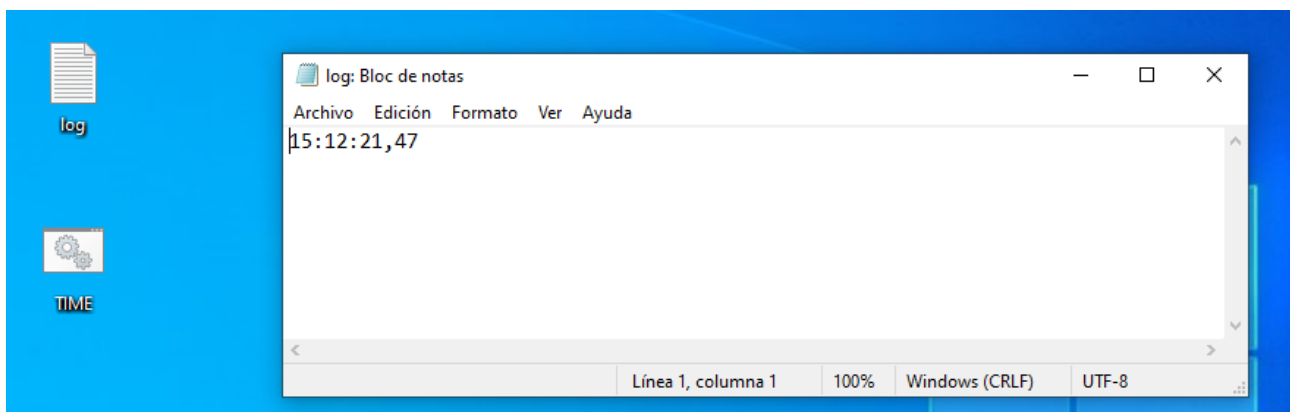 log
TIME
log: Bloc de notas
Archivo Edición Formato Ver Ayuda
15:12:21,47
Línea 1, columna 1 100% Windows (CRLF) UTF-8